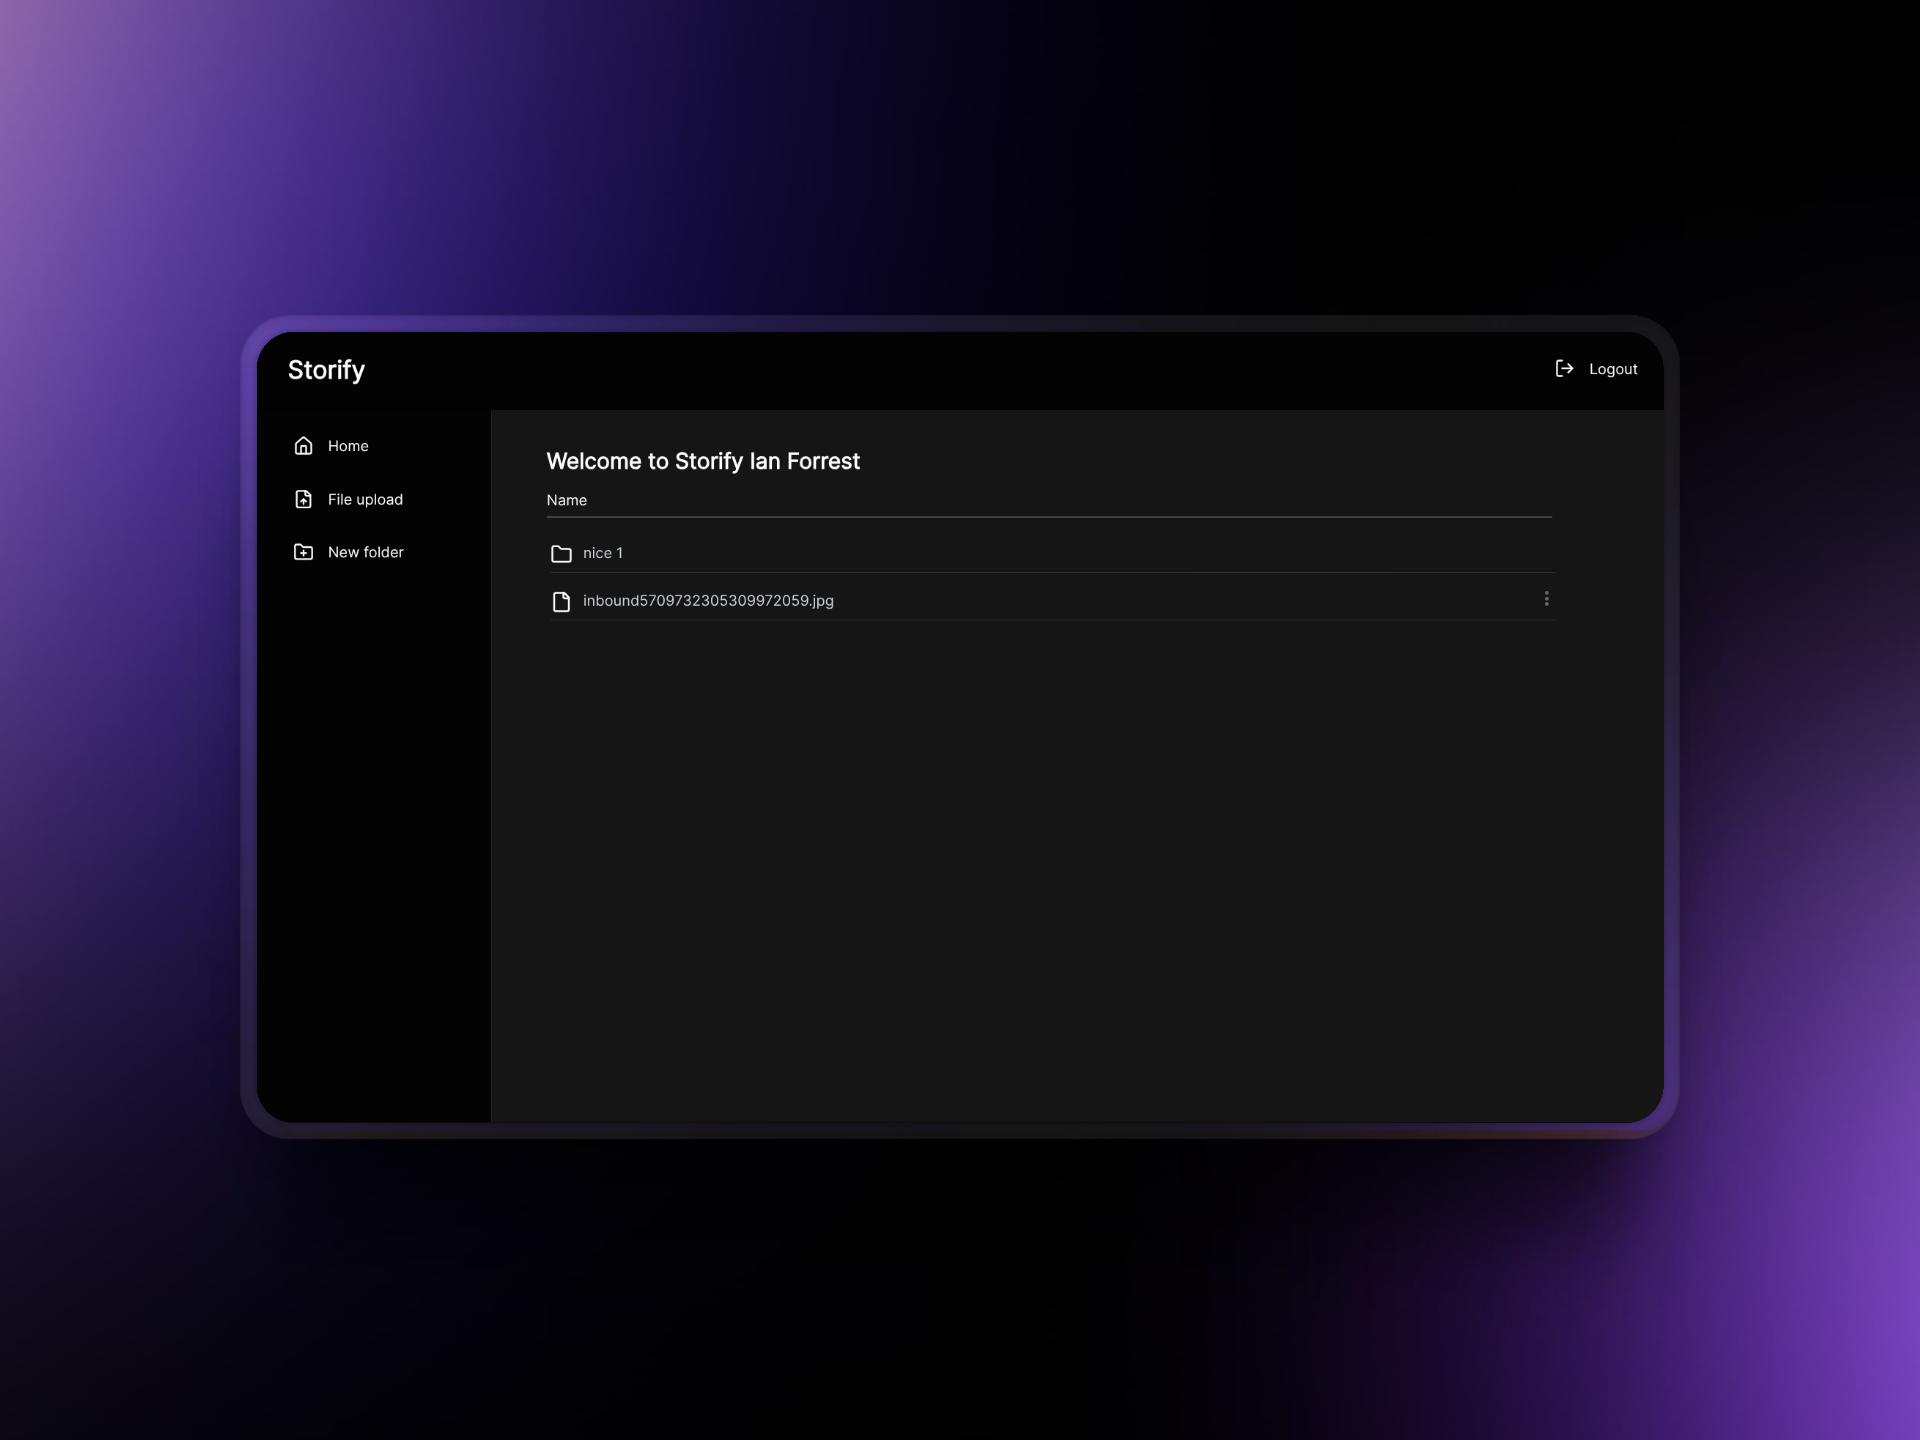 Storify
Logout
Home
File upload
New folder
Welcome to Storify Ian Forrest
Name
nice 1
inbound5709732305309972059.jpg